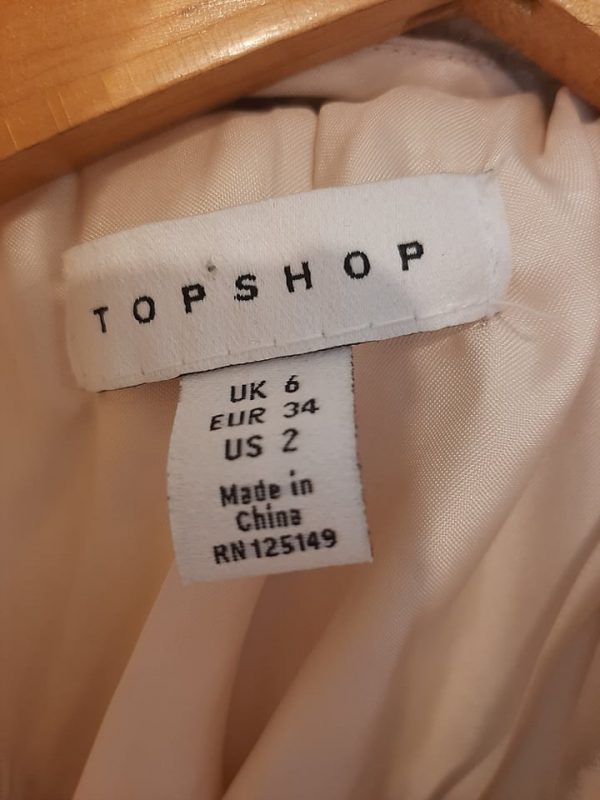 TOPSHOP
UK 6
EUR 34
US 2
Made in
China
RN125149